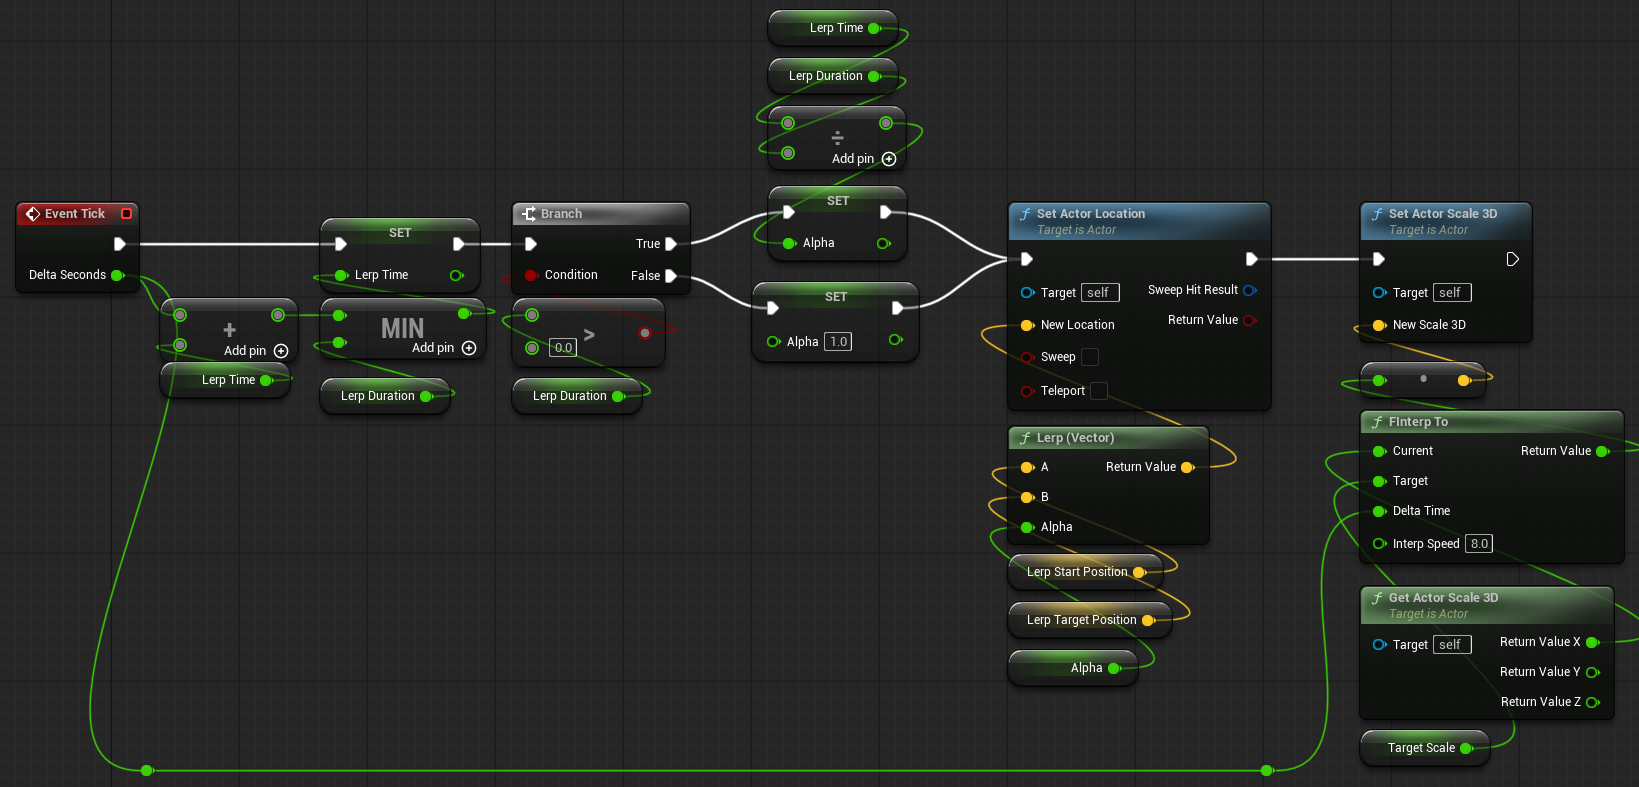 Lerp Time
Lerp Duration
÷
Add pin
Event Tick
Delta Seconds
+
Add pin
Lerp Time
SET
Lerp Time
MIN
Add pin
Lerp Duration
Branch
True
Condition
False
>
0.0
Lerp Duration
SET
Alpha
SET
Alpha 1.0
Set Actor Location
Target is Actor
Target self
Sweep Hit Result
New Location
Return Value
Sweep
Teleport
Lerp (Vector)
A
Return Value
B
Alpha
Lerp Start Position
Lerp Target Position
Alpha
Set Actor Scale 3D
Target is Actor
Target self
New Scale 3D
FInterp To
Current
Return Value
Target
Delta Time
Interp Speed 8.0
Get Actor Scale 3D
Target is Actor
Target self
Return Value X
Return Value Y
Return Value Z
Target Scale